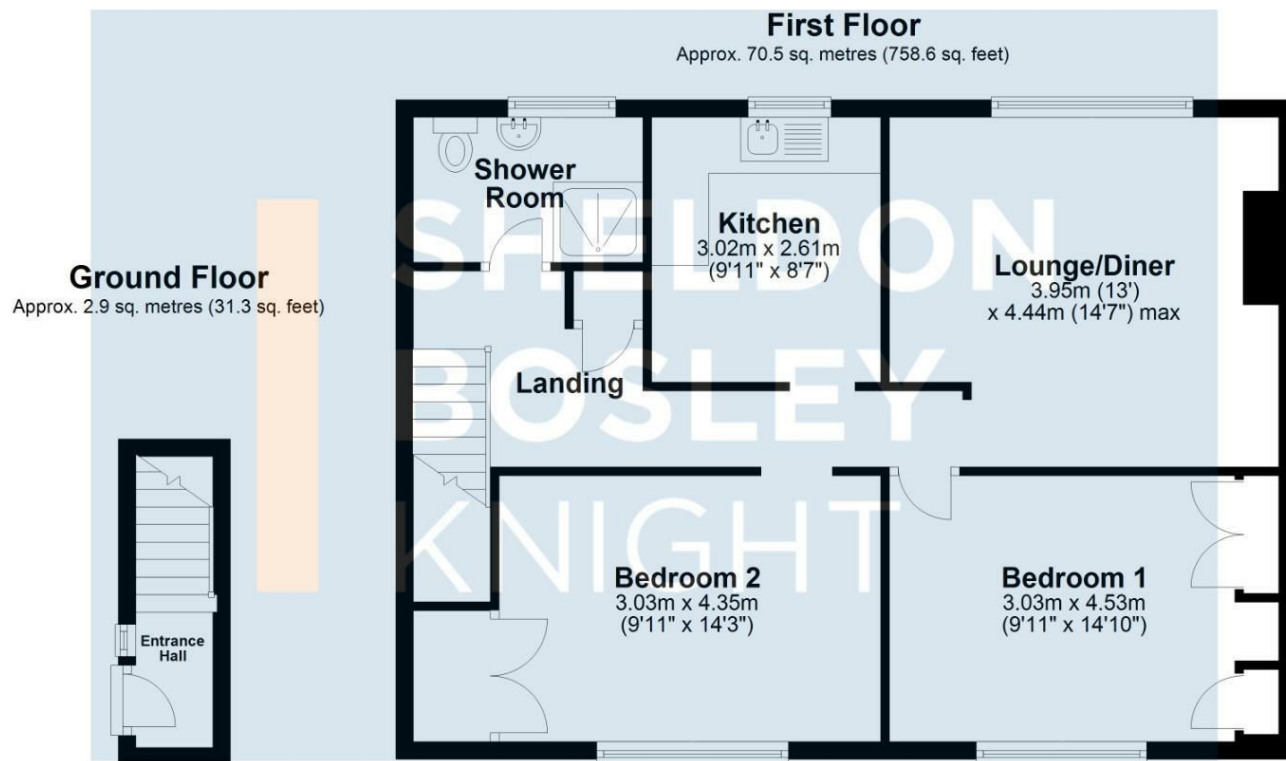 First Floor
Approx. 70.5 sq. metres (758.6 sq. feet)
Ground Floor
Approx. 2.9 sq. metres (31.3 sq. feet)
Entrance
Hall
Shower
Room
Kitchen
3.02m x 2.61m
(9'11" x 8'7")
Lounge/Diner
3.95m (13')
x 4.44m (14'7") max
Landing
Bedroom 2
3.03m x 4.35m
(9'11" x 14'3")
Bedroom 1
3.03m x 4.53m
(9'11" x 14'10")
SHELDON
BOSLEY
KNIGHT